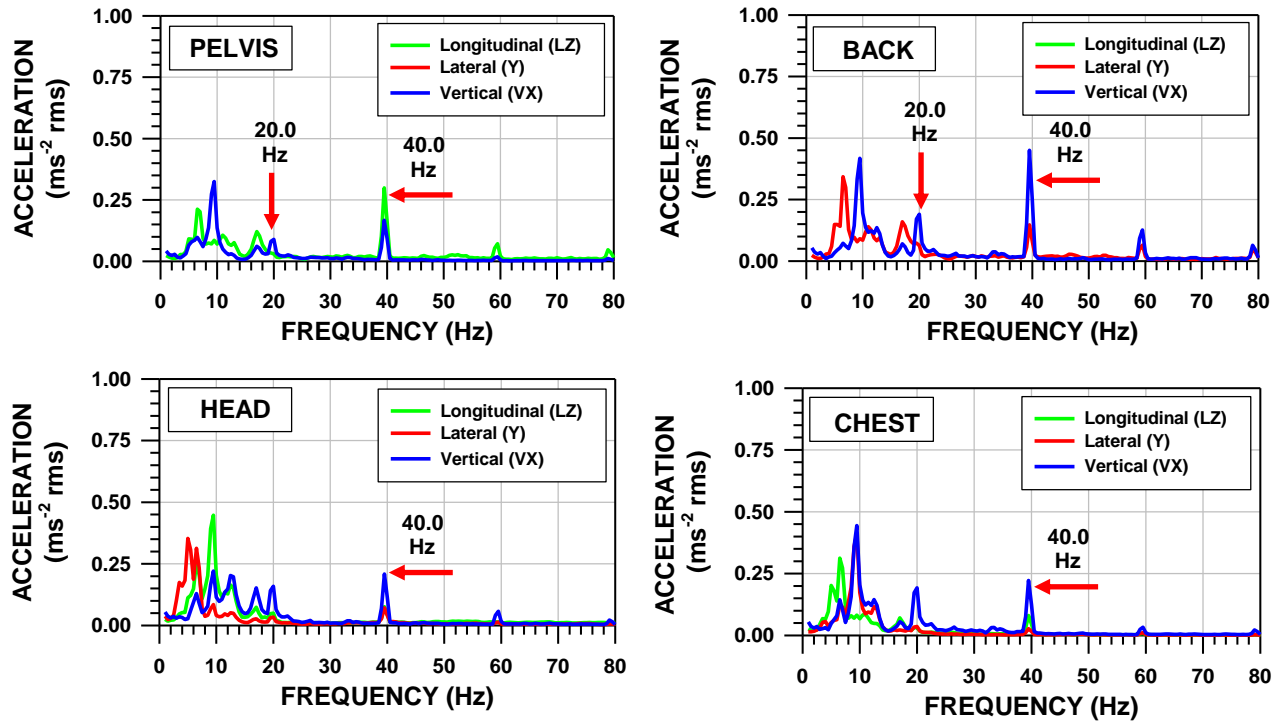 PELVIS
Longitudinal (LZ)
Lateral (Y)
Vertical (VX)
20.0
Hz
40.0
Hz
1.00
0.75
0.50
0.25
0.00
ACCELERATION
(ms-2 rms)
0 10 20 30 40 50 60 70 80
FREQUENCY (Hz)
BACK
Longitudinal (LZ)
Lateral (Y)
Vertical (VX)
20.0
Hz
40.0
Hz
1.00
0.75
0.50
0.25
0.00
ACCELERATION
(ms-2 rms)
0 10 20 30 40 50 60 70 80
FREQUENCY (Hz)
HEAD
Longitudinal (LZ)
Lateral (Y)
Vertical (VX)
40.0
Hz
1.00
0.75
0.50
0.25
0.00
ACCELERATION
(ms-2 rms)
0 10 20 30 40 50 60 70 80
FREQUENCY (Hz)
CHEST
Longitudinal (LZ)
Lateral (Y)
Vertical (VX)
40.0
Hz
1.00
0.75
0.50
0.25
0.00
ACCELERATION
(ms-2 rms)
0 10 20 30 40 50 60 70 80
FREQUENCY (Hz)